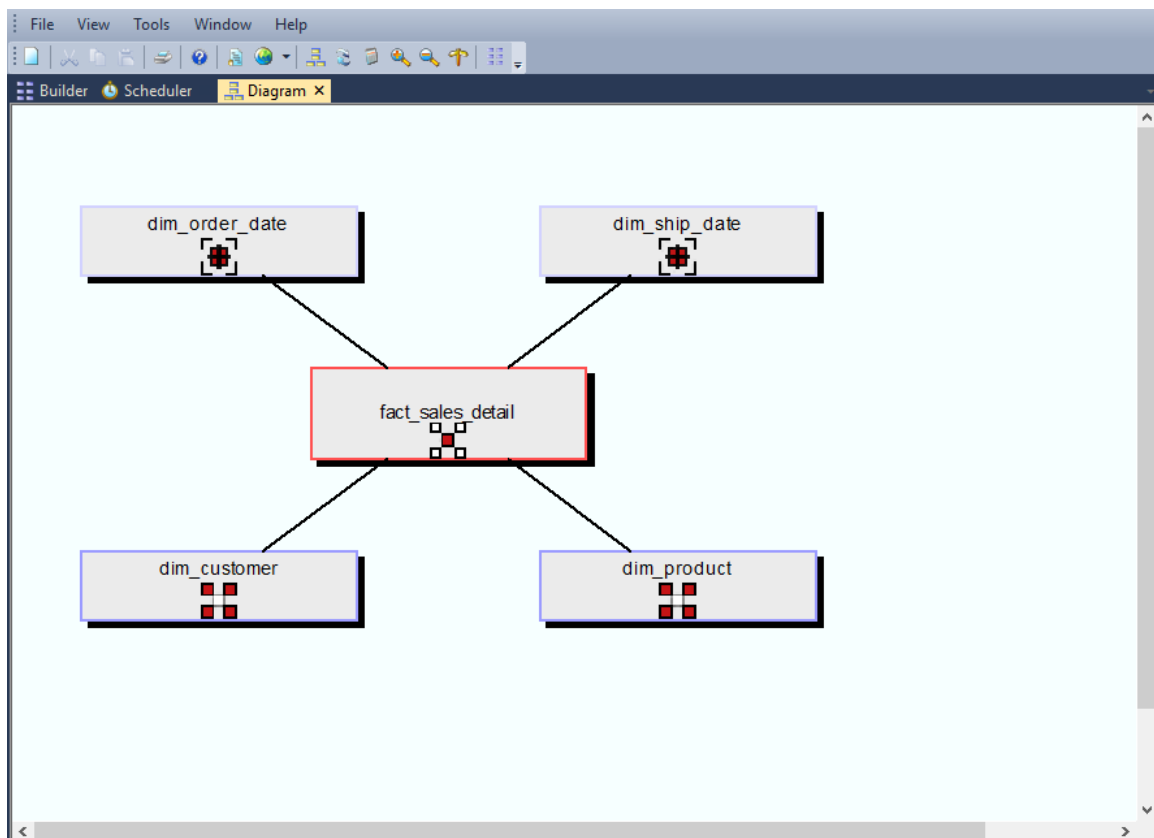 File View Tools Window Help
Builder Scheduler Diagram
dim_order_date dim_ship_date
fact_sales_detail
dim_customer dim_product